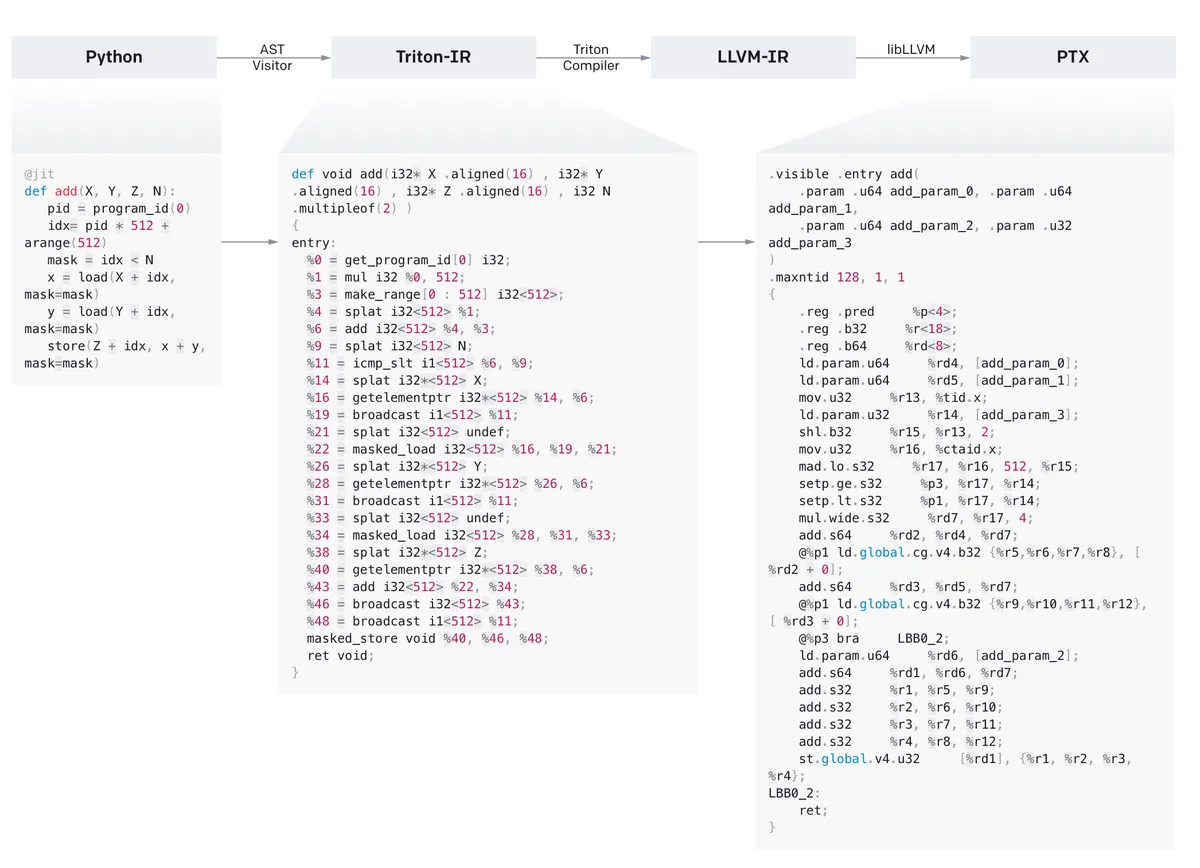 Python
AST
Visitor
Triton-IR
Triton
Compiler
LLVM-IR
libLLVM
PTX
@jit
def add(X, Y, Z, N):
   pid = program_id(0)
   idx= pid * 512 +
arange(512)
   mask = idx < N
   x = load(X + idx,
mask=mask)
   y = load(Y + idx,
mask=mask)
   store(Z + idx, x + y,
mask=mask)
def void add(i32* X .aligned(16) , i32* Y
.aligned(16) , i32* Z .aligned(16) , i32 N
.multipleof(2) )
{
entry:
  %0 = get_program_id[0] i32;
  %1 = mul i32 %0, 512;
  %3 = make_range[0 : 512] i32<512>;
  %4 = splat i32<512> %1;
  %6 = add i32<512> %4, %3;
  %9 = splat i32<512> N;
  %11 = icmp_slt i1<512> %6, %9;
  %14 = splat i32*<512> X;
  %16 = getelementptr i32*<512> %14, %6;
  %19 = broadcast i1<512> %11;
  %21 = splat i32<512> undef;
  %22 = masked_load i32<512> %16, %19, %21;
  %26 = splat i32*<512> Y;
  %28 = getelementptr i32*<512> %26, %6;
  %31 = broadcast i1<512> %11;
  %33 = splat i32<512> undef;
  %34 = masked_load i32<512> %28, %31, %33;
  %38 = splat i32*<512> Z;
  %40 = getelementptr i32*<512> %38, %6;
  %43 = add i32<512> %22, %34;
  %46 = broadcast i32<512> %43;
  %48 = broadcast i1<512> %11;
  masked_store void %40, %46, %48;
  ret void;
}
.visible .entry add(
    .param .u64 add_param_0, .param .u64
add_param_1,
    .param .u64 add_param_2, .param .u32
add_param_3
)
.maxntid 128, 1, 1
{
    .reg .pred     %p<4>;
    .reg .b32     %r<18>;
    .reg .b64     %rd<8>;
    ld.param.u64     %rd4, [add_param_0];
    ld.param.u64     %rd5, [add_param_1];
    mov.u32     %r13, %tid.x;
    ld.param.u32     %r14, [add_param_3];
    shl.b32     %r15, %r13, 2;
    mov.u32     %r16, %ctaid.x;
    mad.lo.s32     %r17, %r16, 512, %r15;
    setp.ge.s32     %p3, %r17, %r14;
    setp.lt.s32     %p1, %r17, %r14;
    mul.wide.s32     %rd7, %r17, 4;
    add.s64     %rd2, %rd4, %rd7;
    @%p1 ld.global.cg.v4.b32 {%r5,%r6,%r7,%r8}, [
%rd2 + 0];
    add.s64     %rd3, %rd5, %rd7;
    @%p1 ld.global.cg.v4.b32 {%r9,%r10,%r11,%r12},
[ %rd3 + 0];
    @%p3 bra     LBB0_2;
    ld.param.u64     %rd6, [add_param_2];
    add.s64     %rd1, %rd6, %rd7;
    add.s32     %r1, %r5, %r9;
    add.s32     %r2, %r6, %r10;
    add.s32     %r3, %r7, %r11;
    add.s32     %r4, %r8, %r12;
    st.global.v4.u32     [%rd1], {%r1, %r2, %r3,
%r4};
LBB0_2:
    ret;
}